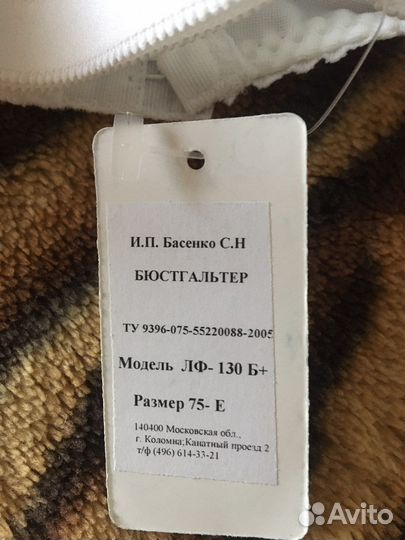 И.П. Басенко С.Н
БЮСТГАЛЬТЕР
ТУ 9396-075-55220088-2005
Модель ЛФ- 130 Б+
Размер 75- Е
140400 Московская обл.,
г. Коломна;Канатный проезд 2
т/ф (496) 614-33-21
Avito